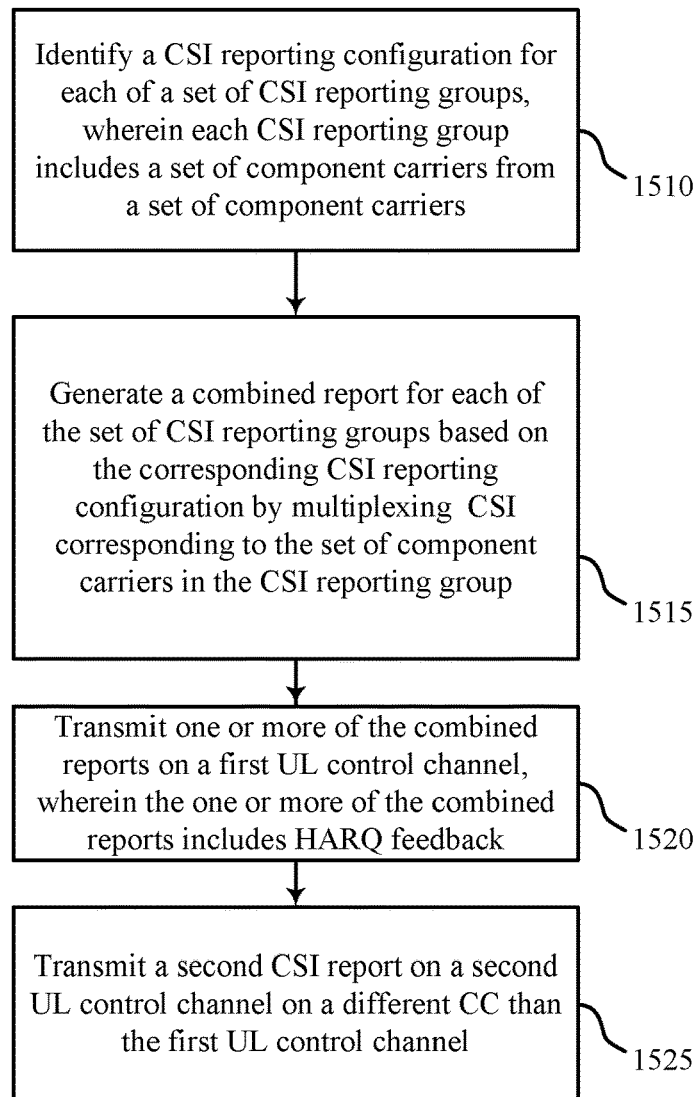 Identify a CSI reporting configuration for
each of a set of CSI reporting groups,
wherein each CSI reporting group
includes a set of component carriers from
a set of component carriers
1510
Generate a combined report for each of
the set of CSI reporting groups based on
the corresponding CSI reporting
configuration by multiplexing CSI
corresponding to the set of component
carriers in the CSI reporting group
1515
Transmit one or more of the combined
reports on a first UL control channel,
wherein the one or more of the combined
reports includes HARQ feedback
1520
Transmit a second CSI report on a second
UL control channel on a different CC than
the first UL control channel
1525